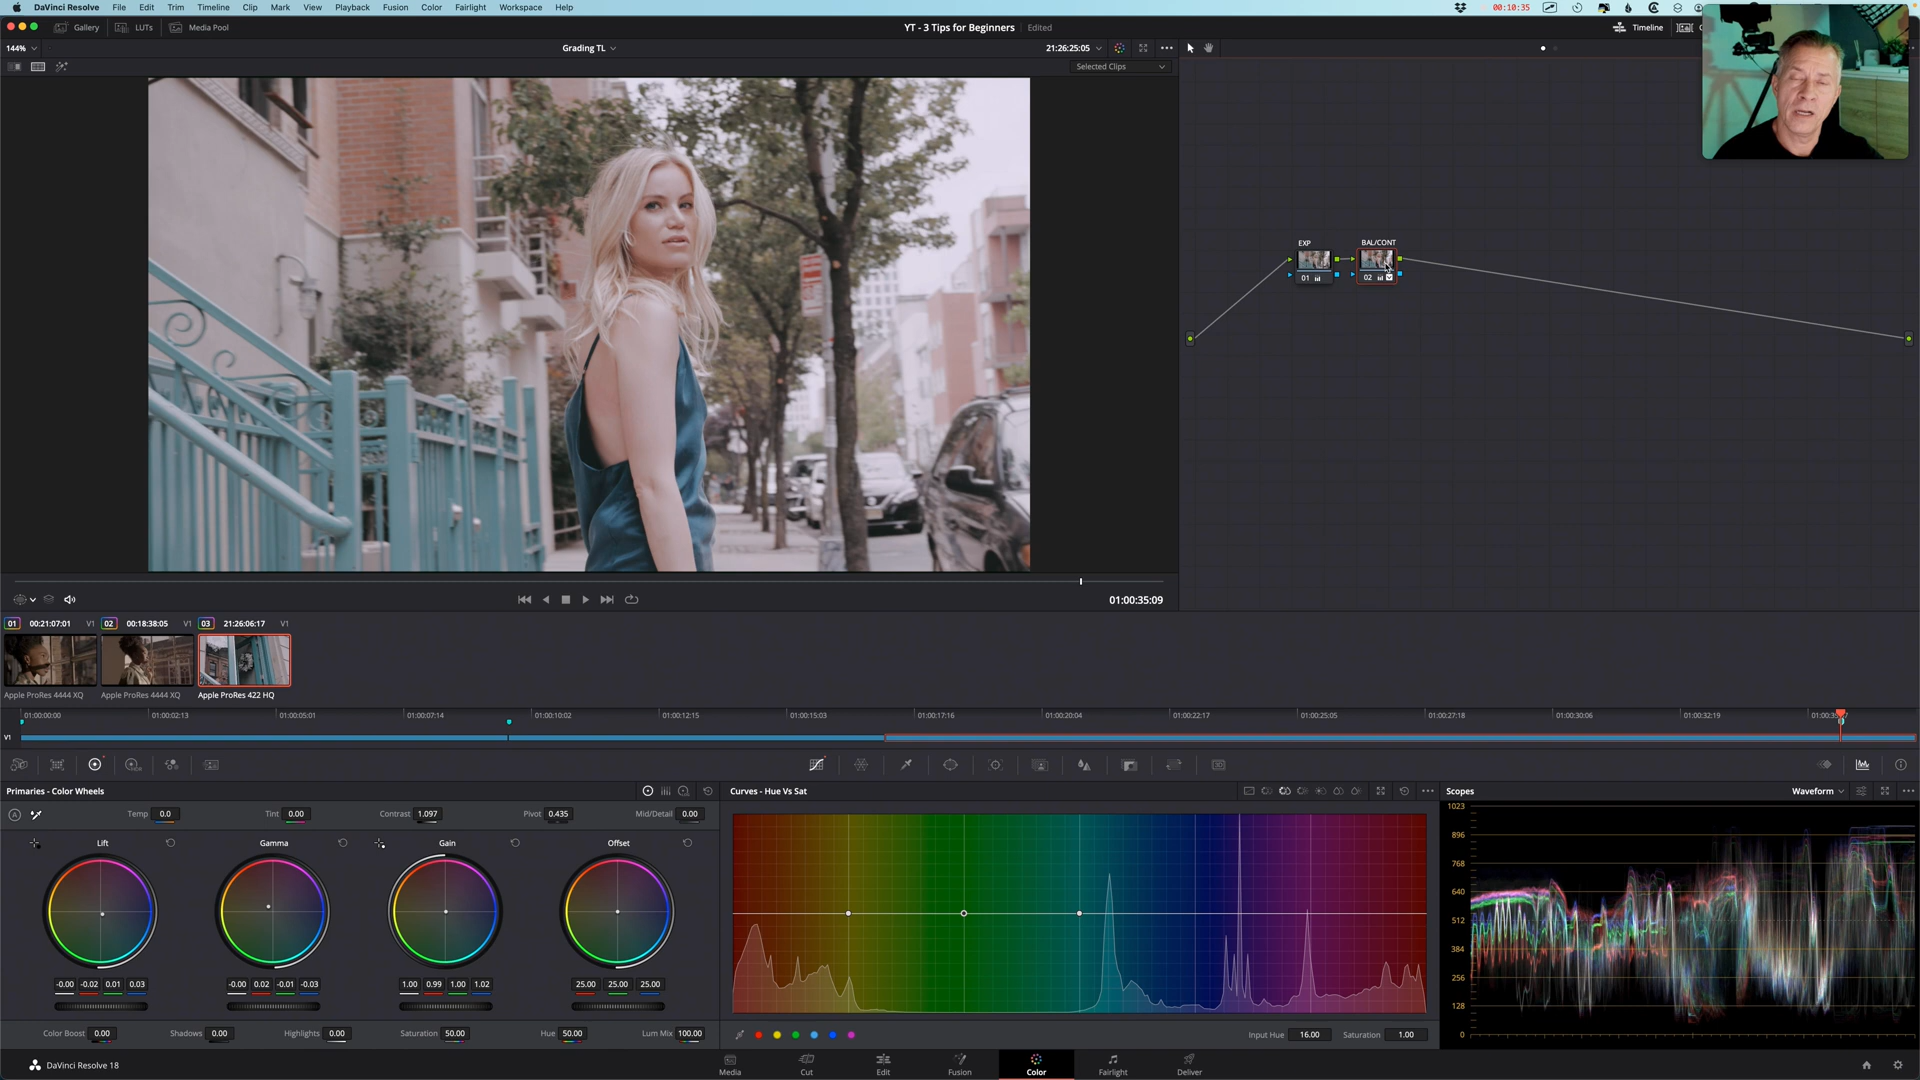 DaVinci Resolve File Edit Trim Timeline Clip Mark View Playback Fusion Color Fairlight Workspace Help
00:10:35
Gallery LUTs Media Pool
YT - 3 Tips for Beginners Edited
Timeline
144%
Grading TL
21:26:25:05
Selected Clips
EXP
BAL/CONT
01
02
01:00:35:09
01 00:21:07:01 V1 02 00:18:38:05 V1 03 21:26:06:17 V1
Apple ProRes 4444 XQ Apple ProRes 4444 XQ Apple ProRes 422 HQ
01:00:00:00 01:00:02:13 01:00:05:01 01:00:07:14 01:00:10:02 01:00:12:15 01:00:15:03 01:00:17:16 01:00:20:04 01:00:22:17 01:00:25:05 01:00:27:18 01:00:30:06 01:00:32:19
V1
Primaries - Color Wheels
Curves - Hue Vs Sat
Scopes
Waveform
Temp 0.0 Tint 0.00 Contrast 1.097 Pivot 0.435 Mid/Detail 0.00
Lift Gamma Gain Offset
-0.00 -0.02 0.01 0.03
-0.00 0.02 -0.01 -0.03
1.00 0.99 1.00 1.02
25.00 25.00 25.00
Color Boost 0.00 Shadows 0.00 Highlights 0.00 Saturation 50.00 Hue 50.00 Lum Mix 100.00
Input Hue 16.00 Saturation 1.00
1023
896
768
640
512
384
256
128
0
DaVinci Resolve 18
Media Cut Edit Fusion Color Fairlight Deliver